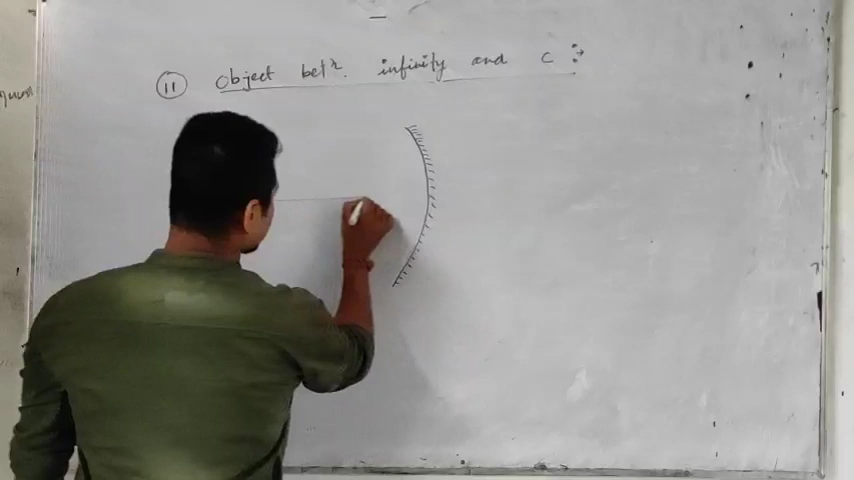 (11) Object betⁿ. infinity and C :→